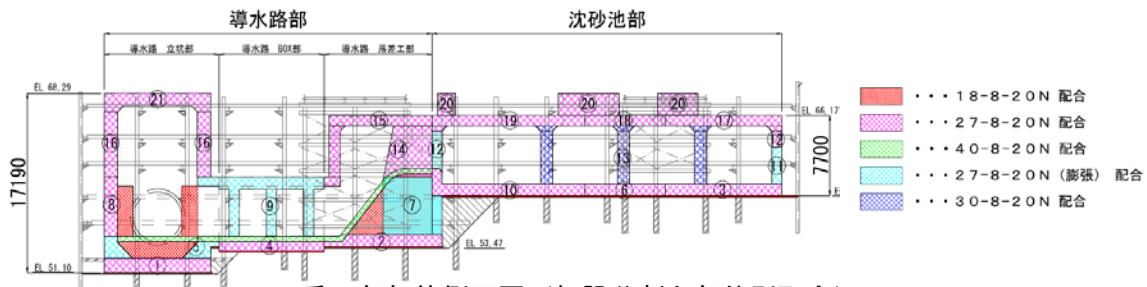 導水路部
沈砂池部
導水路 立坑部
導水路 BOX部
導水路 落差工部
EL 68.29
21
20
20
20
EL 66.17
15
19
18
17
16
16
14
12
12
13
11
17190
7700
8
9
7
10
6
3
5
4
2
1
EL 53.47
EL 51.10
・・・18-8-20N 配合
・・・27-8-20N 配合
・・・40-8-20N 配合
・・・27-8-20N (膨張) 配合
・・・30-8-20N 配合